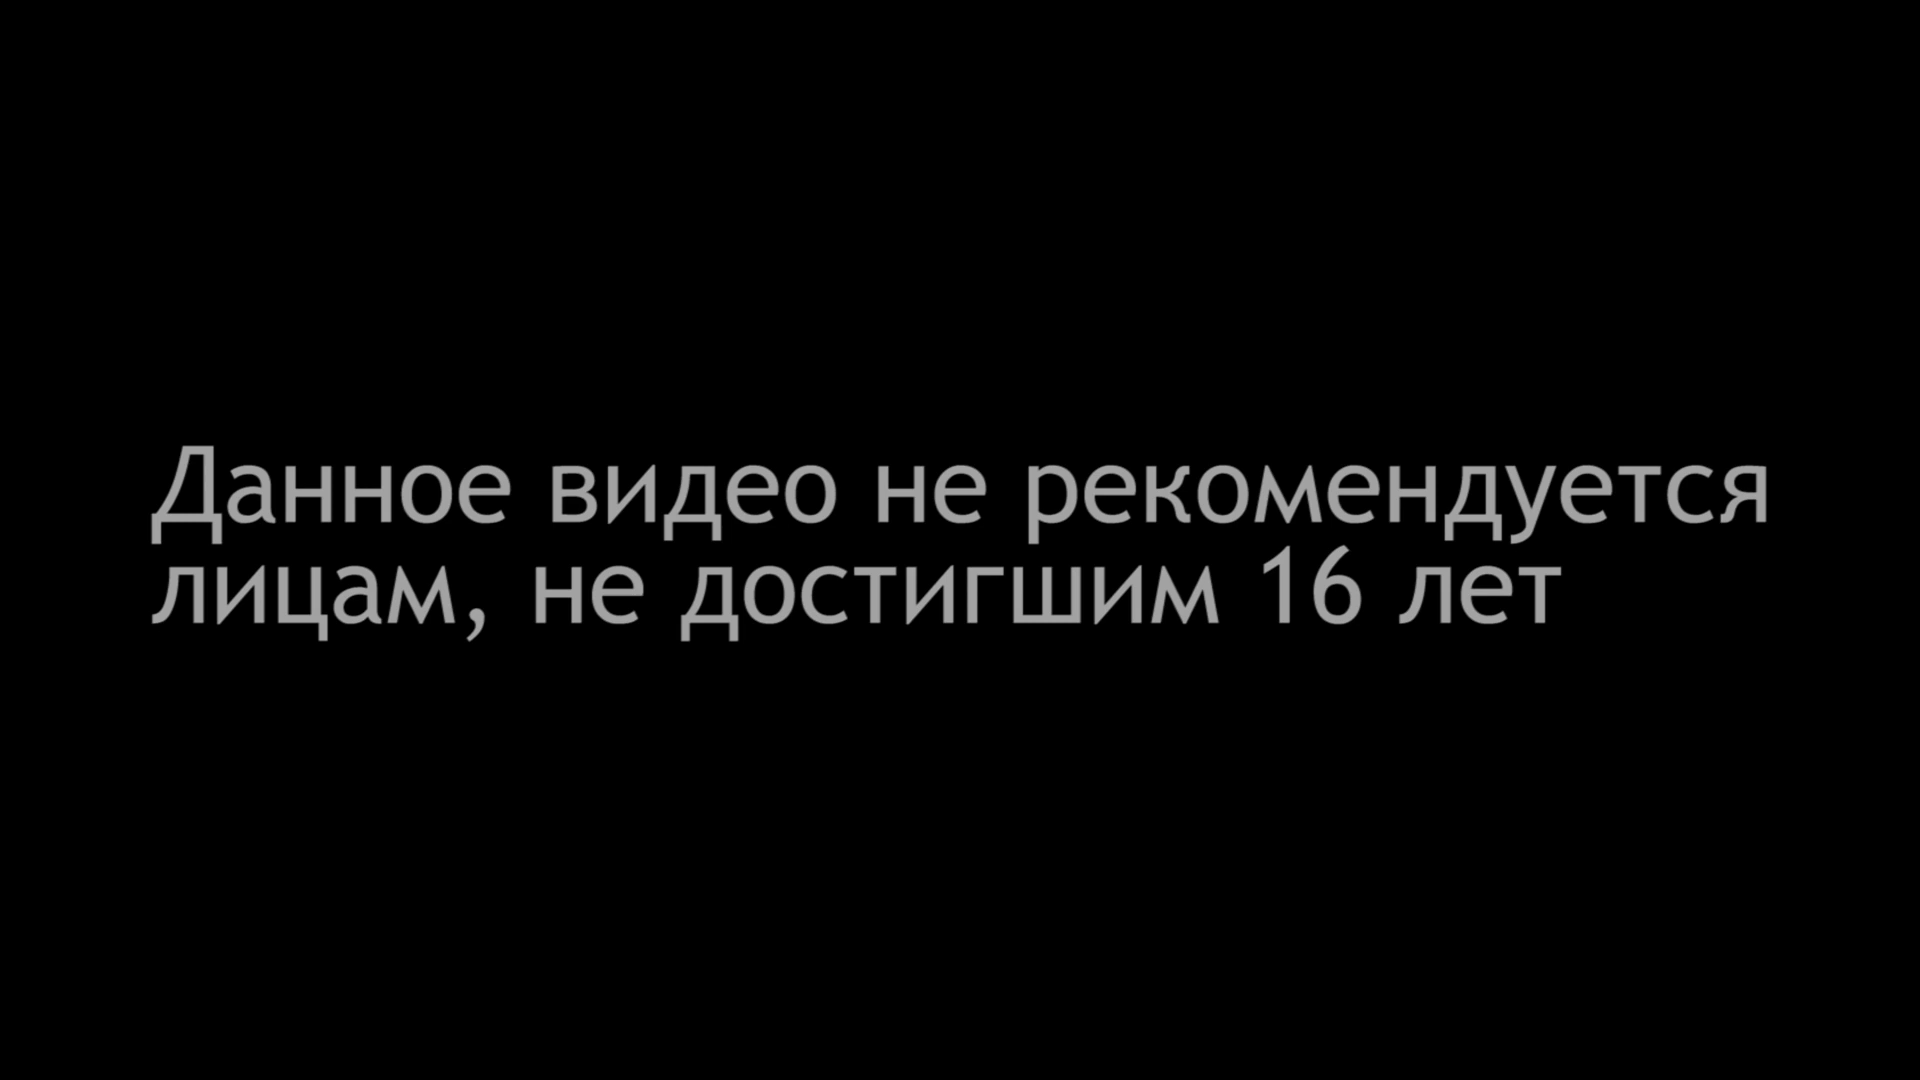 Данное видео не рекомендуется
лицам, не достигшим 16 лет